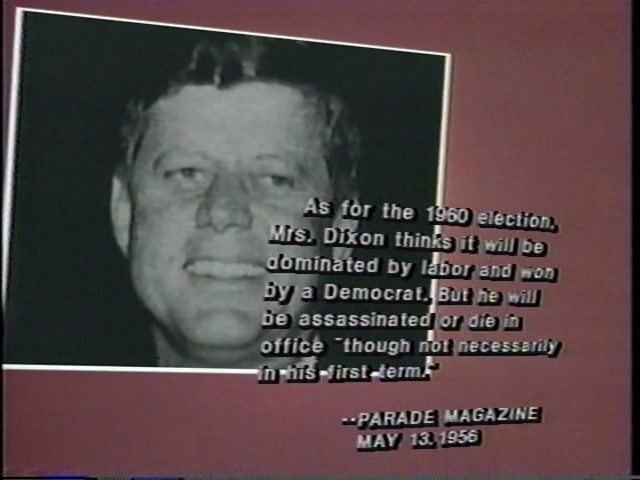 As for the 1960 election,
Mrs. Dixon thinks it will be
dominated by labor and won
by a Democrat. But he will
be assassinated or die in
office "though not necessarily
in his first term."
--PARADE MAGAZINE
MAY 13, 1956